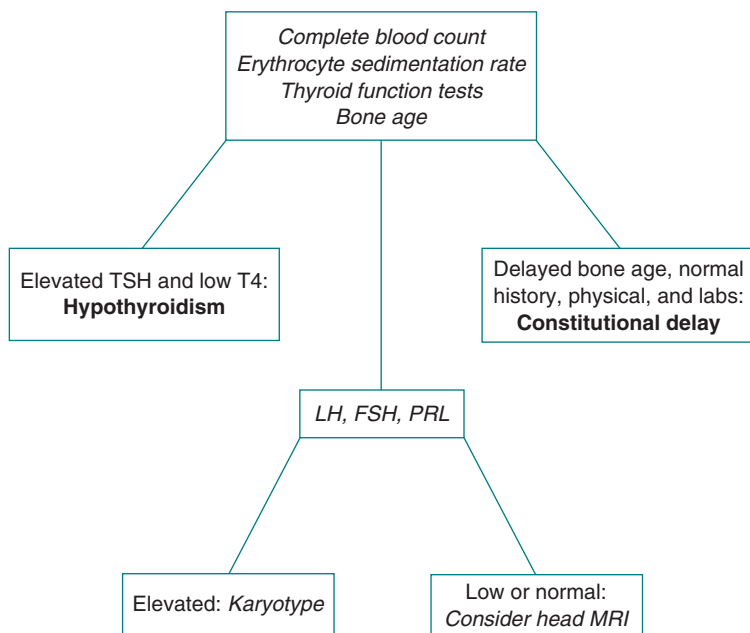 Complete blood count
Erythrocyte sedimentation rate
Thyroid function tests
Bone age
Elevated TSH and low T4:
Hypothyroidism
Delayed bone age, normal
history, physical, and labs:
Constitutional delay
LH, FSH, PRL
Elevated: Karyotype
Low or normal:
Consider head MRI